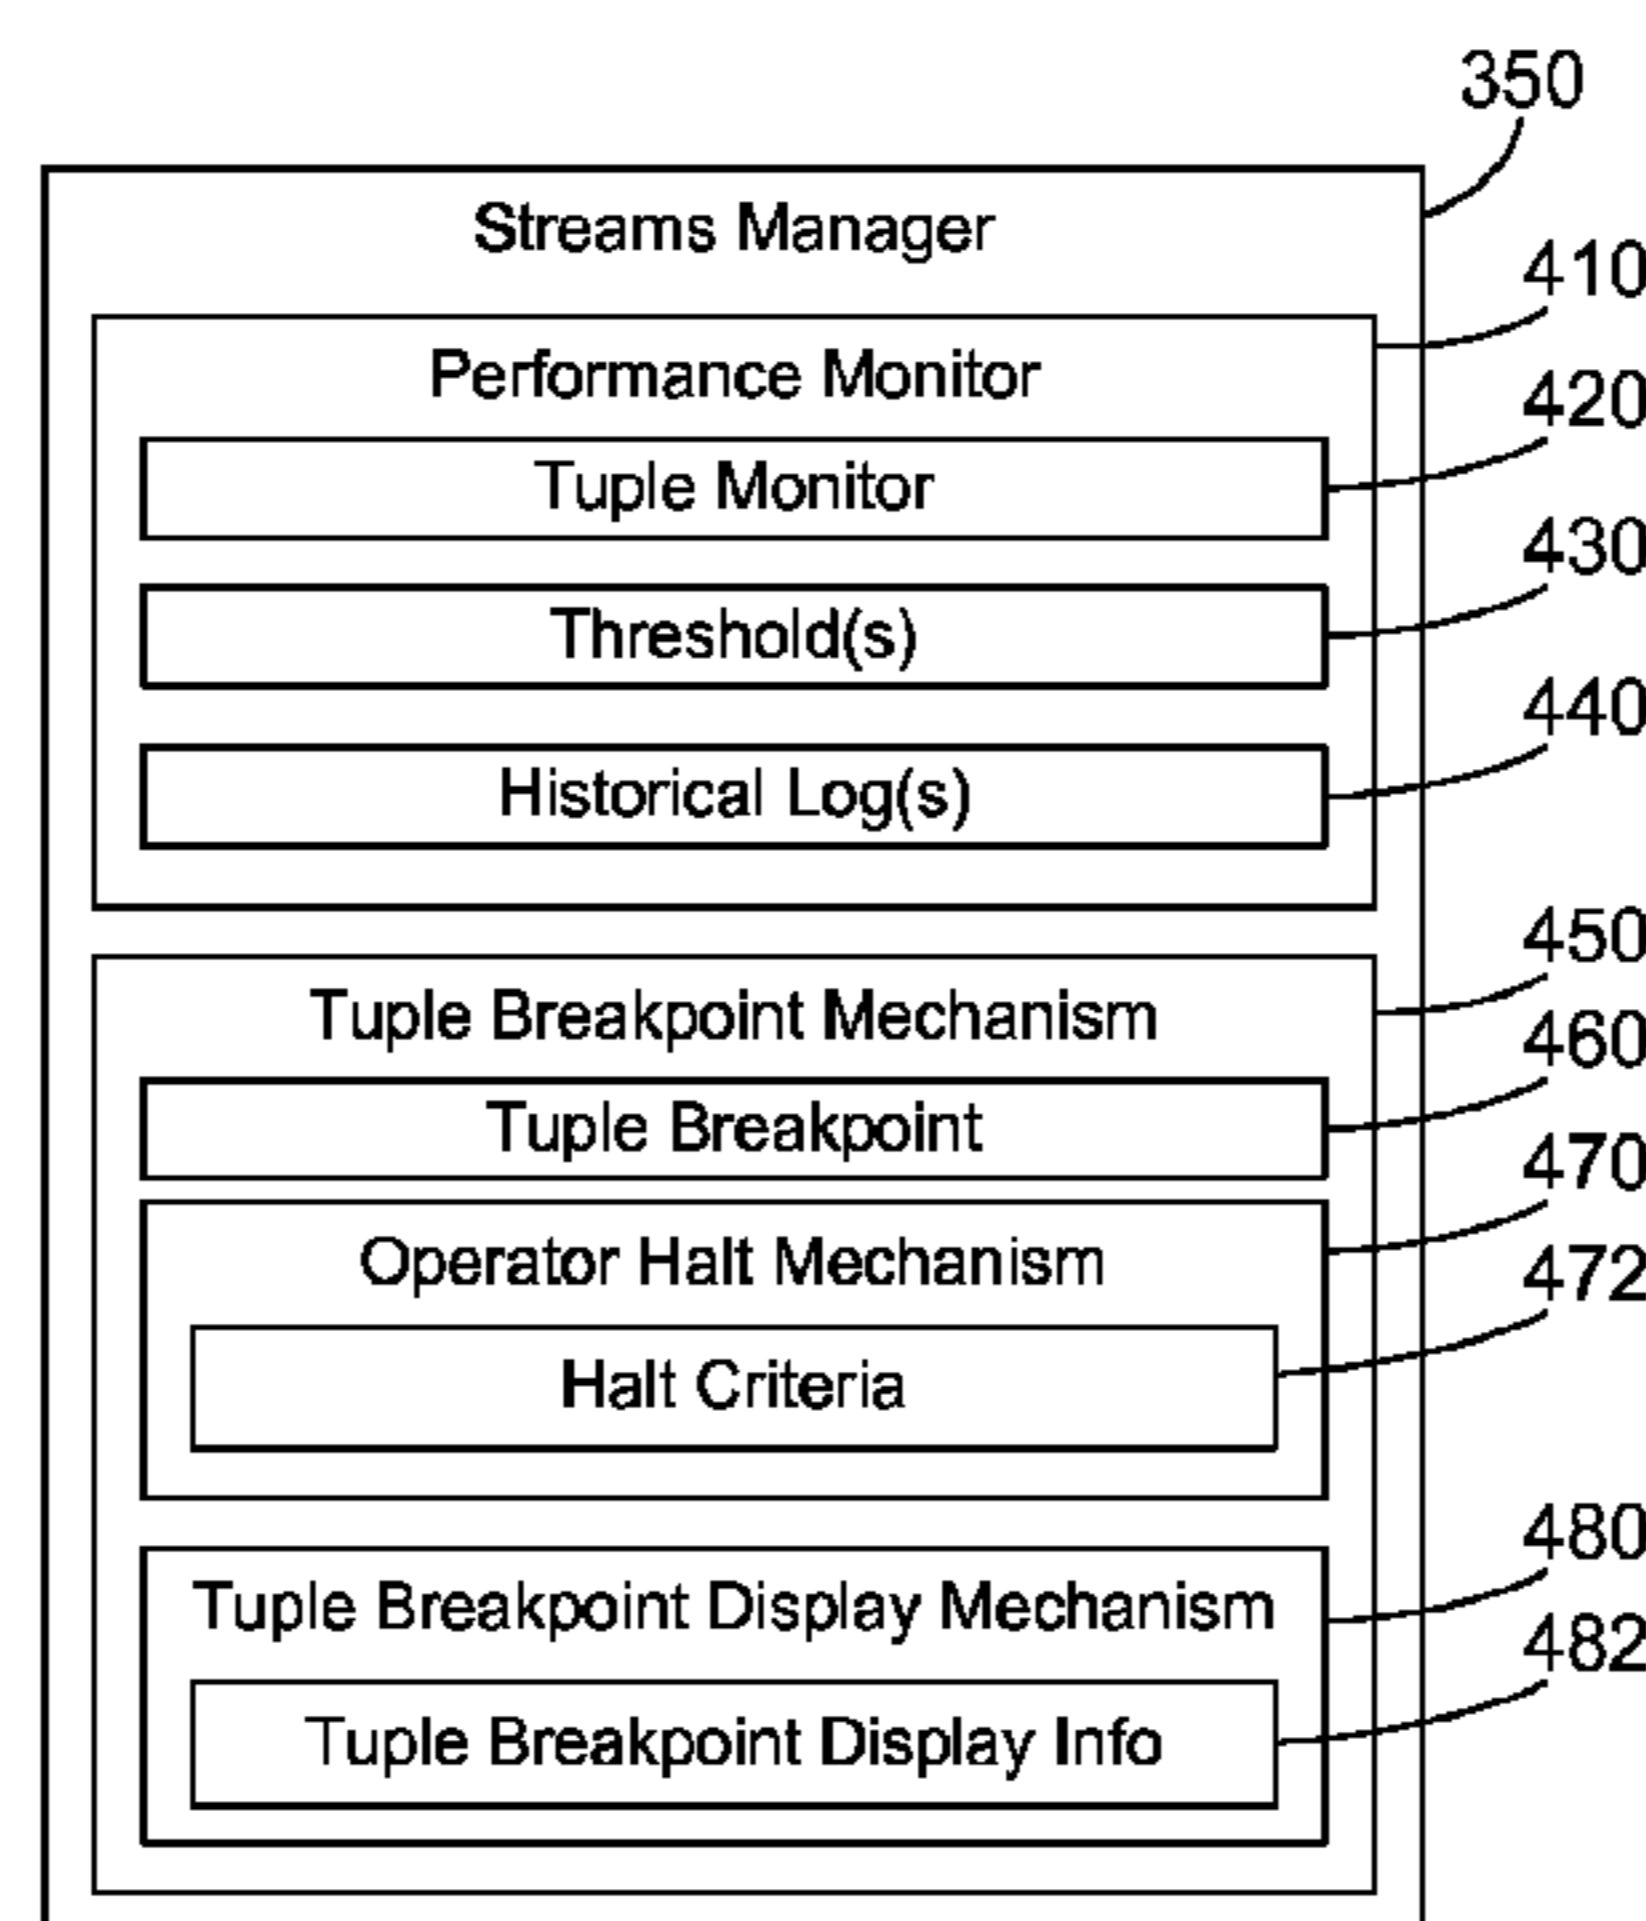 350
Streams Manager
410
Performance Monitor
420
Tuple Monitor
430
Threshold(s)
440
Historical Log(s)
450
Tuple Breakpoint Mechanism
460
Tuple Breakpoint
470
Operator Halt Mechanism
472
Halt Criteria
480
Tuple Breakpoint Display Mechanism
482
Tuple Breakpoint Display Info